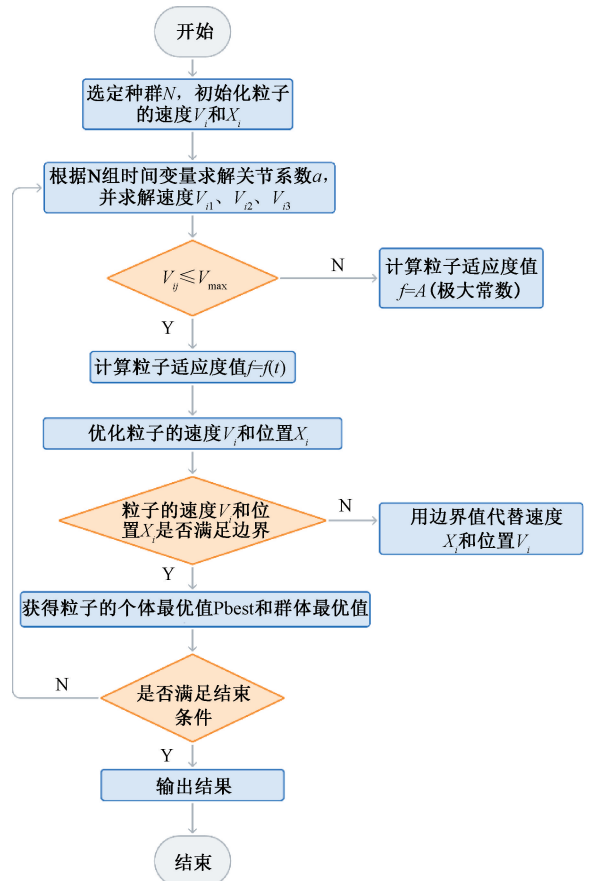 开始
选定种群N，初始化粒子
的速度Vi和Xi
根据N组时间变量求解关节系数a，
并求解速度Vi1、Vi2、Vi3
Vij≤Vmax
N
计算粒子适应度值
f=A(极大常数)
Y
计算粒子适应度值f=f(t)
优化粒子的速度Vi和位置Xi
粒子的速度Vi和位
置Xi是否满足边界
N
用边界值代替速度
Xi和位置Vi
Y
获得粒子的个体最优值Pbest和群体最优值
是否满足结束
条件
N
Y
输出结果
结束